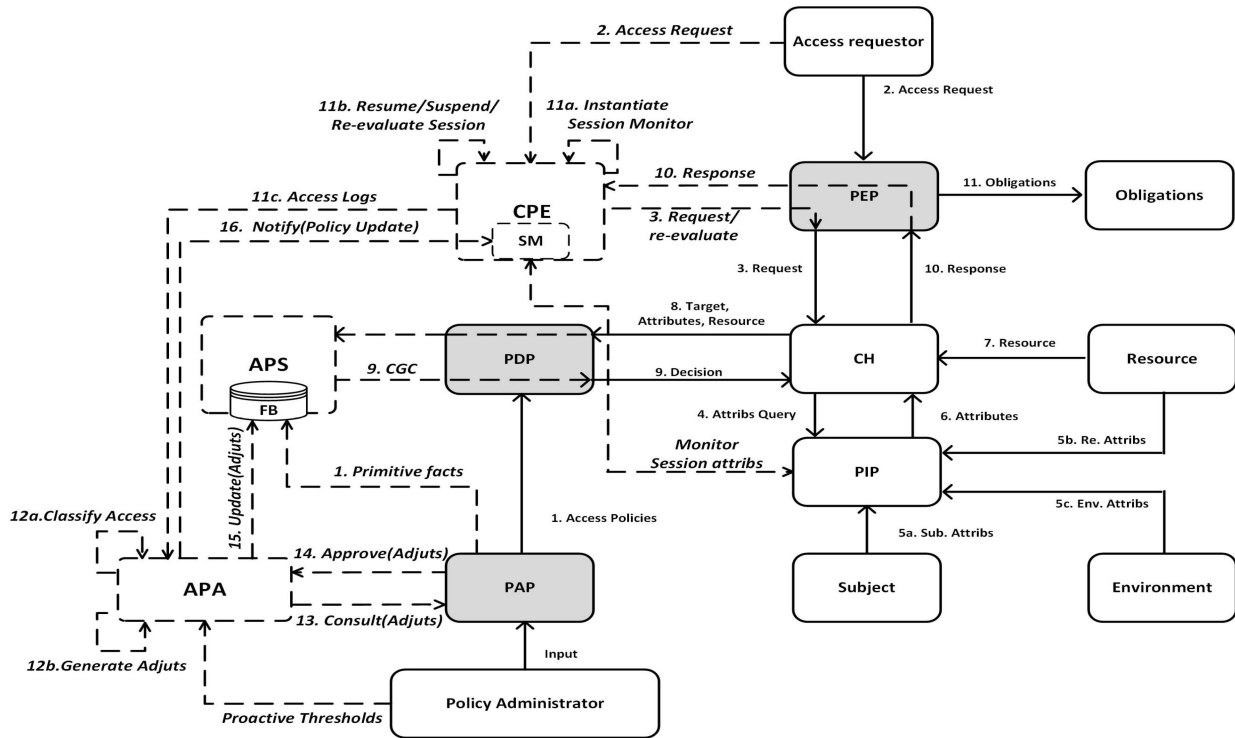 2. Access Request
Access requestor
2. Access Request
11b. Resume/Suspend/
Re-evaluate Session
11a. Instantiate
Session Monitor
10. Response
PEP
11. Obligations
Obligations
11c. Access Logs
CPE
3. Request/
re-evaluate
16. Notify(Policy Update)
SM
3. Request
10. Response
8. Target,
Attributes, Resource
APS
PDP
CH
7. Resource
Resource
9. CGC
9. Decision
FB
4. Attribs Query
6. Attributes
Monitor
Session attribs
5b. Re. Attribs
PIP
15. Update(Adjuts)
1. Primitive facts
5c. Env. Attribs
12a.Classify Access
1. Access Policies
5a. Sub. Attribs
14. Approve(Adjuts)
APA
PAP
Subject
Environment
13. Consult(Adjuts)
12b.Generate Adjuts
Input
Policy Administrator
Proactive Thresholds